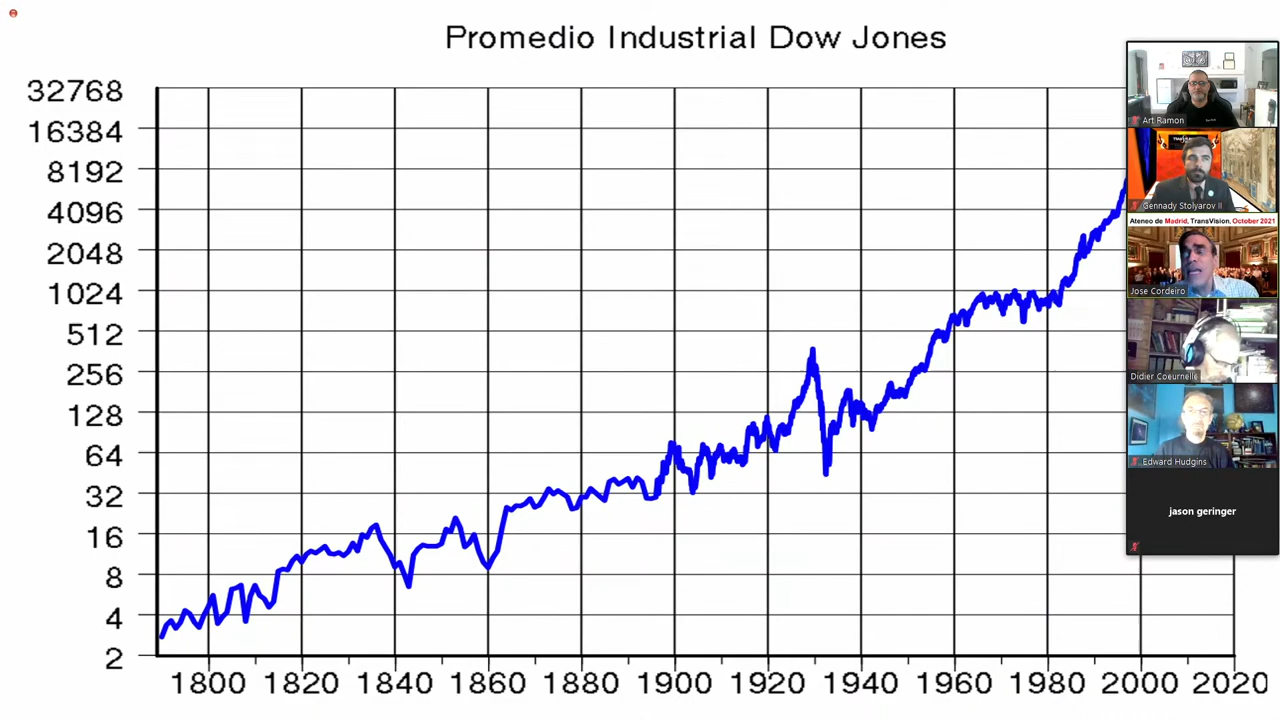 Promedio Industrial Dow Jones
32768
16384
8192
4096
2048
1024
512
256
128
64
32
16
8
4
2
1800 1820 1840 1860 1880 1900 1920 1940 1960 1980 2000 2020
Art Ramon
Gennady Stolyarov II
Ateneo de Madrid, TransVision, October 2021
Jose Cordeiro
Didier Coeurnelle
Edward Hudgins
jason geringer